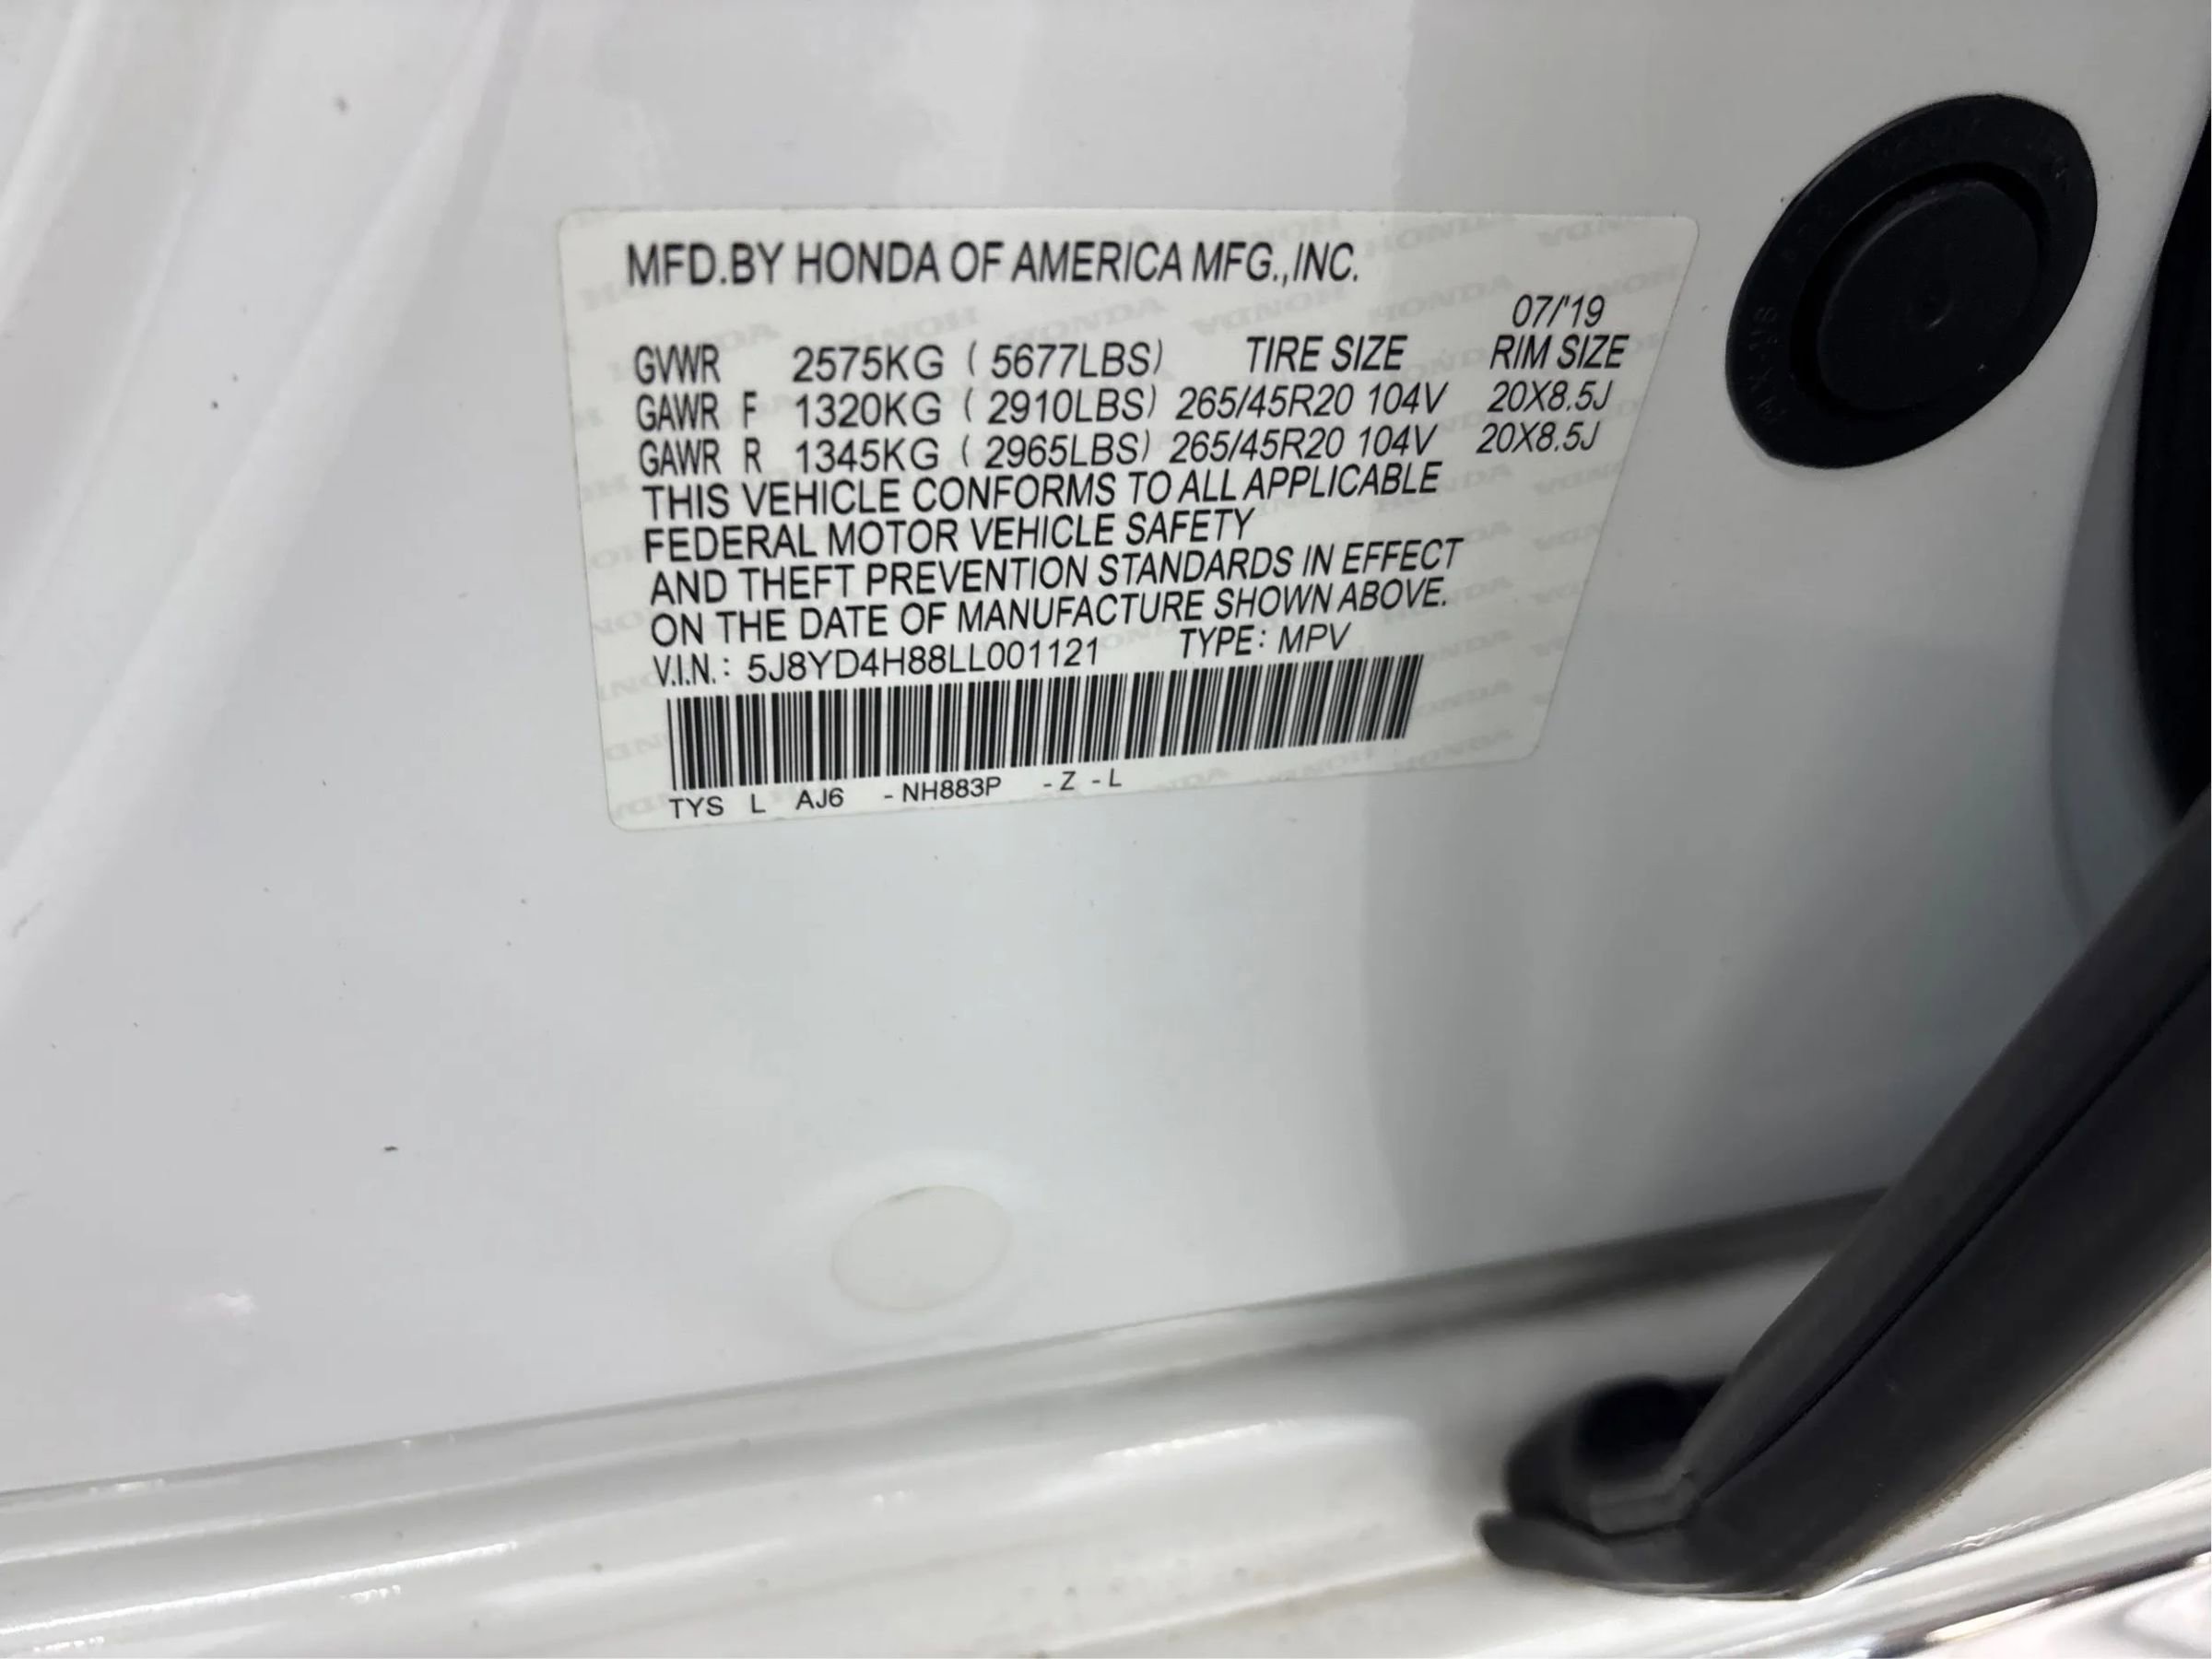 MFD.BY HONDA OF AMERICA MFG.,INC.
07/'19
GVWR 2575KG ( 5677LBS) TIRE SIZE RIM SIZE
GAWR F 1320KG ( 2910LBS) 265/45R20 104V 20X8.5J
GAWR R 1345KG ( 2965LBS) 265/45R20 104V 20X8.5J
THIS VEHICLE CONFORMS TO ALL APPLICABLE
FEDERAL MOTOR VEHICLE SAFETY
AND THEFT PREVENTION STANDARDS IN EFFECT
ON THE DATE OF MANUFACTURE SHOWN ABOVE.
V.I.N.: 5J8YD4H88LL001121 TYPE: MPV
TYS L AJ6 -NH883P -Z -L